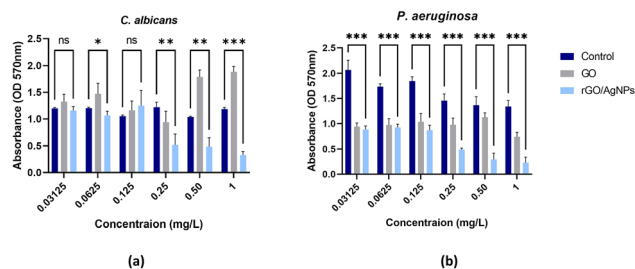 C. albicans
ns * ns ** ** ***
Absorbance (OD 570nm)
2.5
2.0
1.5
1.0
0.5
0.0
0.03125 0.0625 0.125 0.25 0.50 1
Concentraion (mg/L)
(a)
P. aeruginosa
*** *** *** *** *** ***
Absorbance (OD 570nm)
2.5
2.0
1.5
1.0
0.5
0.0
0.03125 0.0625 0.125 0.25 0.50 1
Concentraion (mg/L)
(b)
Control
GO
rGO/AgNPs